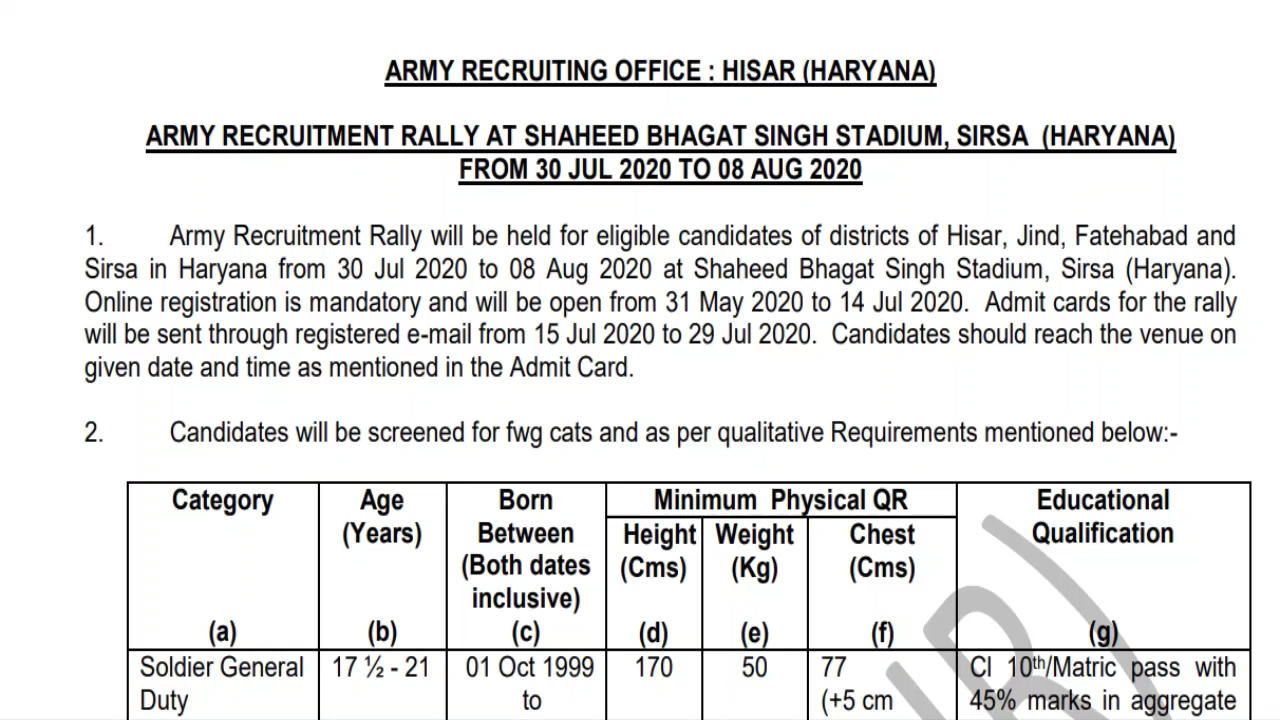 ARMY RECRUITING OFFICE : HISAR (HARYANA)
ARMY RECRUITMENT RALLY AT SHAHEED BHAGAT SINGH STADIUM, SIRSA (HARYANA)
FROM 30 JUL 2020 TO 08 AUG 2020
1. Army Recruitment Rally will be held for eligible candidates of districts of Hisar, Jind, Fatehabad and
Sirsa in Haryana from 30 Jul 2020 to 08 Aug 2020 at Shaheed Bhagat Singh Stadium, Sirsa (Haryana).
Online registration is mandatory and will be open from 31 May 2020 to 14 Jul 2020. Admit cards for the rally
will be sent through registered e-mail from 15 Jul 2020 to 29 Jul 2020. Candidates should reach the venue on
given date and time as mentioned in the Admit Card.
2. Candidates will be screened for fwg cats and as per qualitative Requirements mentioned below:-
Category Age Born Minimum Physical QR Educational
(Years) Between Height Weight Chest Qualification
(Both dates (Cms) (Kg) (Cms)
inclusive)
(a) (b) (c) (d) (e) (f) (g)
Soldier General 17 ½ - 21 01 Oct 1999 170 50 77 Cl 10th/Matric pass with
Duty to (+5 cm 45% marks in aggregate